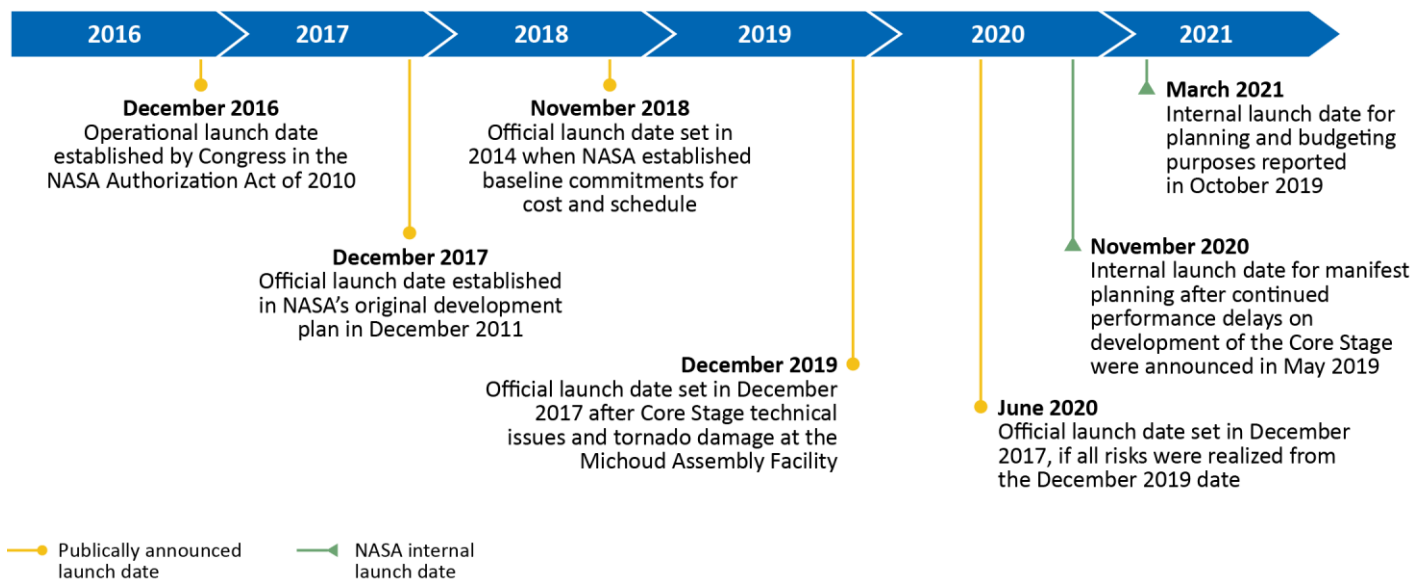 2016
2017
2018
2019
2020
2021
December 2016
Operational launch date
established by Congress in the
NASA Authorization Act of 2010
December 2017
Official launch date established
in NASA's original development
plan in December 2011
November 2018
Official launch date set in
2014 when NASA established
baseline commitments for
cost and schedule
December 2019
Official launch date set in December
2017 after Core Stage technical
issues and tornado damage at the
Michoud Assembly Facility
June 2020
Official launch date set in December
2017, if all risks were realized from
the December 2019 date
November 2020
Internal launch date for manifest
planning after continued
performance delays on
development of the Core Stage
were announced in May 2019
March 2021
Internal launch date for
planning and budgeting
purposes reported
in October 2019
Publically announced
launch date
NASA internal
launch date